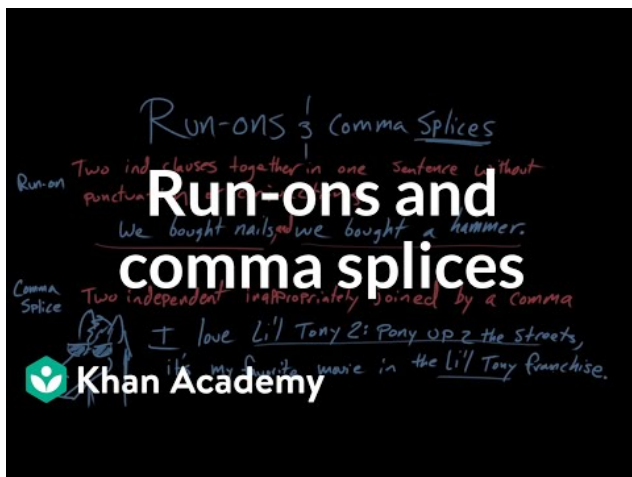 Run-ons & comma Splices
Run-on Two ind clauses together in one sentence without
Run-ons and
We bought nails, and we bought a hammer.
comma splices
Comma Splice Two independent inappropriately joined by a comma
I love Li'l Tony 2: Pony up 2 the Streets,
it's my favorite movie in the Li'l Tony franchise.
Khan Academy